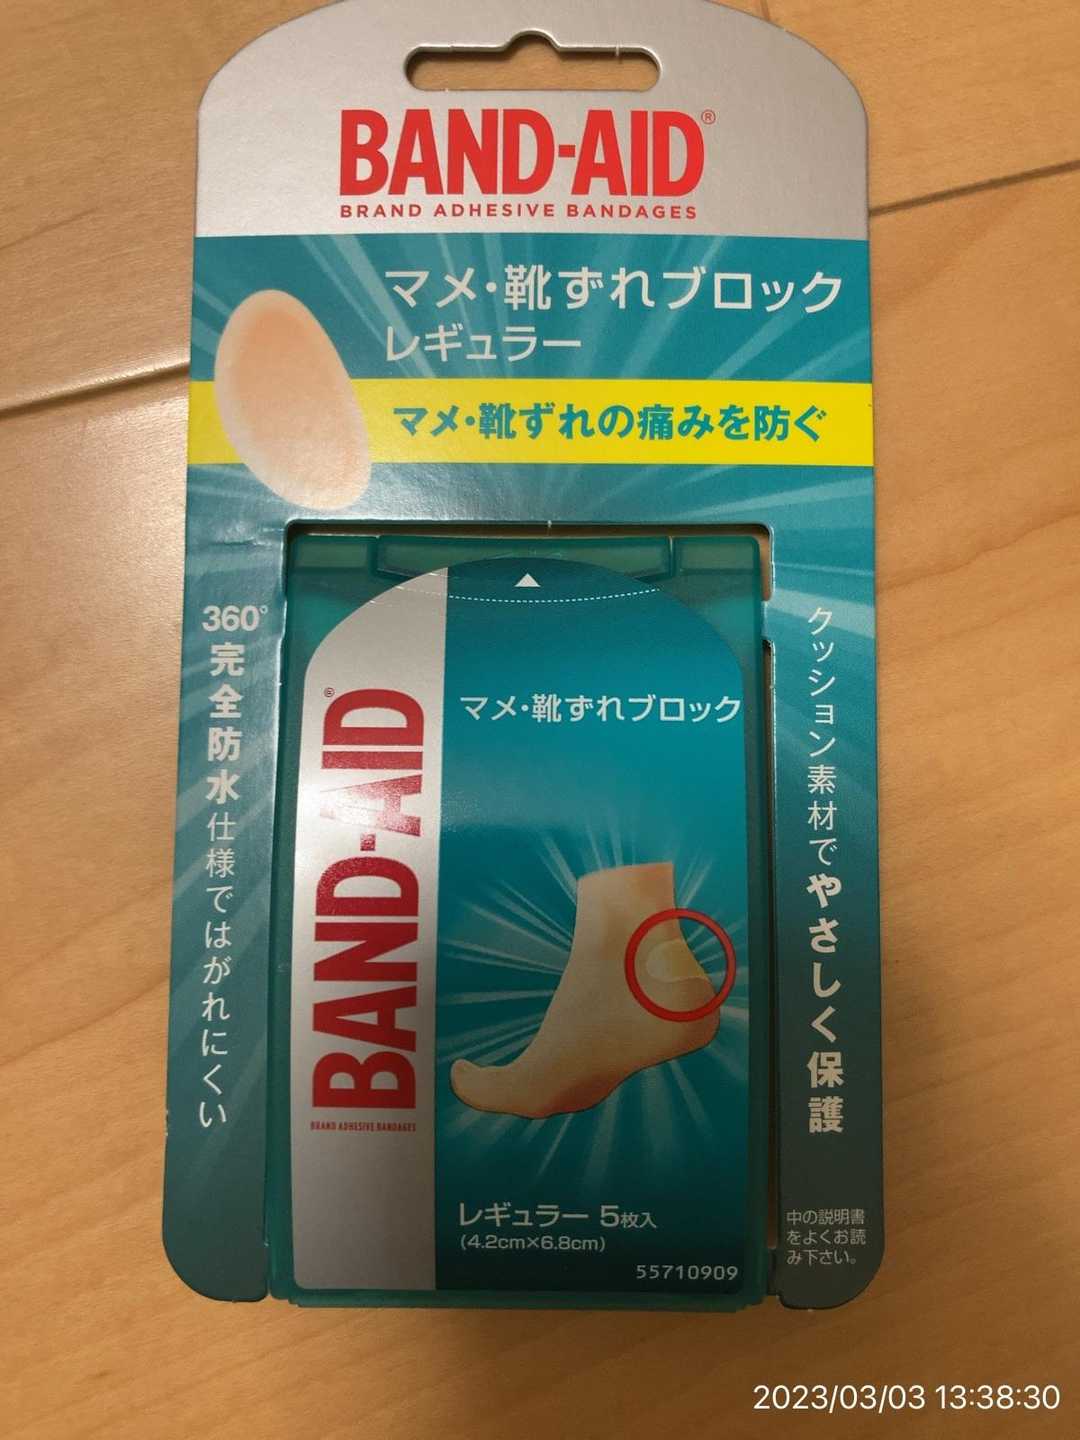 BAND-AID®
BRAND ADHESIVE BANDAGES
マメ・靴ずれブロック
レギュラー
マメ・靴ずれの痛みを防ぐ
360°完全防水仕様ではがれにくい
クッション素材でやさしく保護
BAND-AID®
BRAND ADHESIVE BANDAGES
マメ・靴ずれブロック
レギュラー 5枚入
(4.2cm×6.8cm)
55710909
中の説明書
をよくお読
み下さい。
2023/03/03 13:38:30